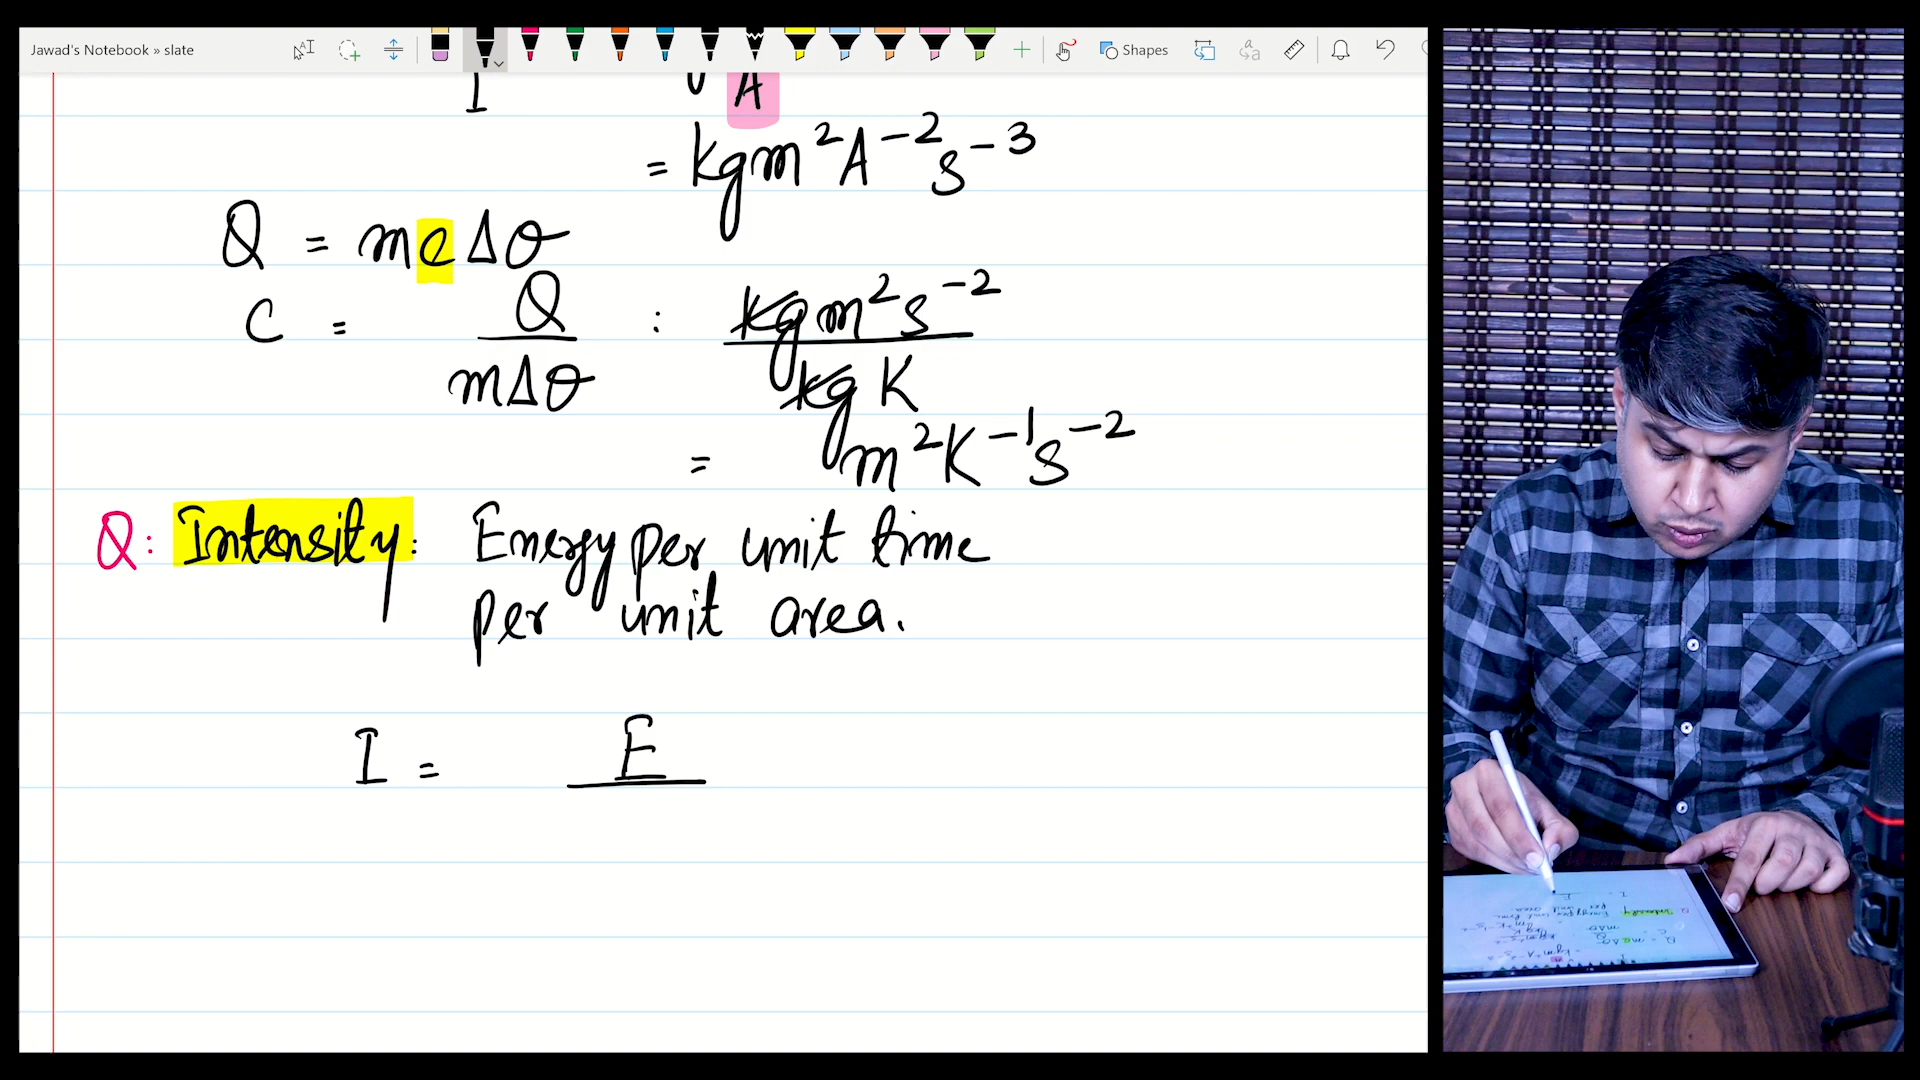 Jawad's Notebook » slate
Shapes
I A
= kgm²A⁻²s⁻³
Q = mcΔθ
C = Q / mΔθ : kgm²s⁻² / kg K
= m²K⁻¹s⁻²
Q: Intensity: Energy per unit time
per unit area.
I = E